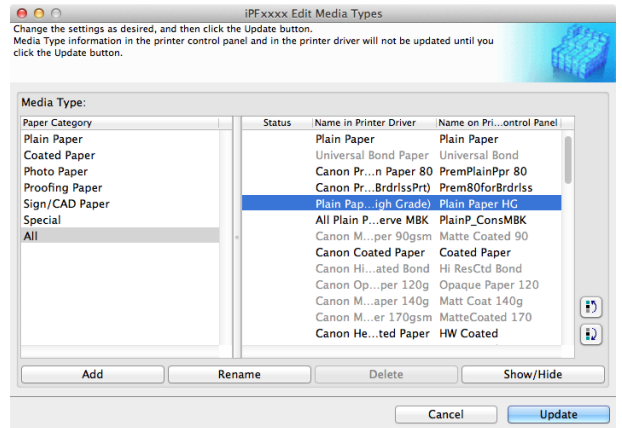 iPFxxxx Edit Media Types
Change the settings as desired, and then click the Update button.
Media Type information in the printer control panel and in the printer driver will not be updated until you
click the Update button.
Media Type:
Paper Category
Plain Paper
Coated Paper
Photo Paper
Proofing Paper
Sign/CAD Paper
Special
All
Status Name in Printer Driver Name on Pri...ontrol Panel
Plain Paper Plain Paper
Universal Bond Paper Universal Bond
Canon Pr...n Paper 80 PremPlainPpr 80
Canon Pr...BrdrlssPrt) Prem80forBrdrlss
Plain Pap...igh Grade) Plain Paper HG
All Plain P...erve MBK PlainP_ConsMBK
Canon M...per 90gsm Matte Coated 90
Canon Coated Paper Coated Paper
Canon Hi...ated Bond Hi ResCtd Bond
Canon Op...per 120g Opaque Paper 120
Canon M...aper 140g Matt Coat 140g
Canon M...er 170gsm MatteCoated 170
Canon He...ted Paper HW Coated
Add Rename Delete Show/Hide
Cancel Update